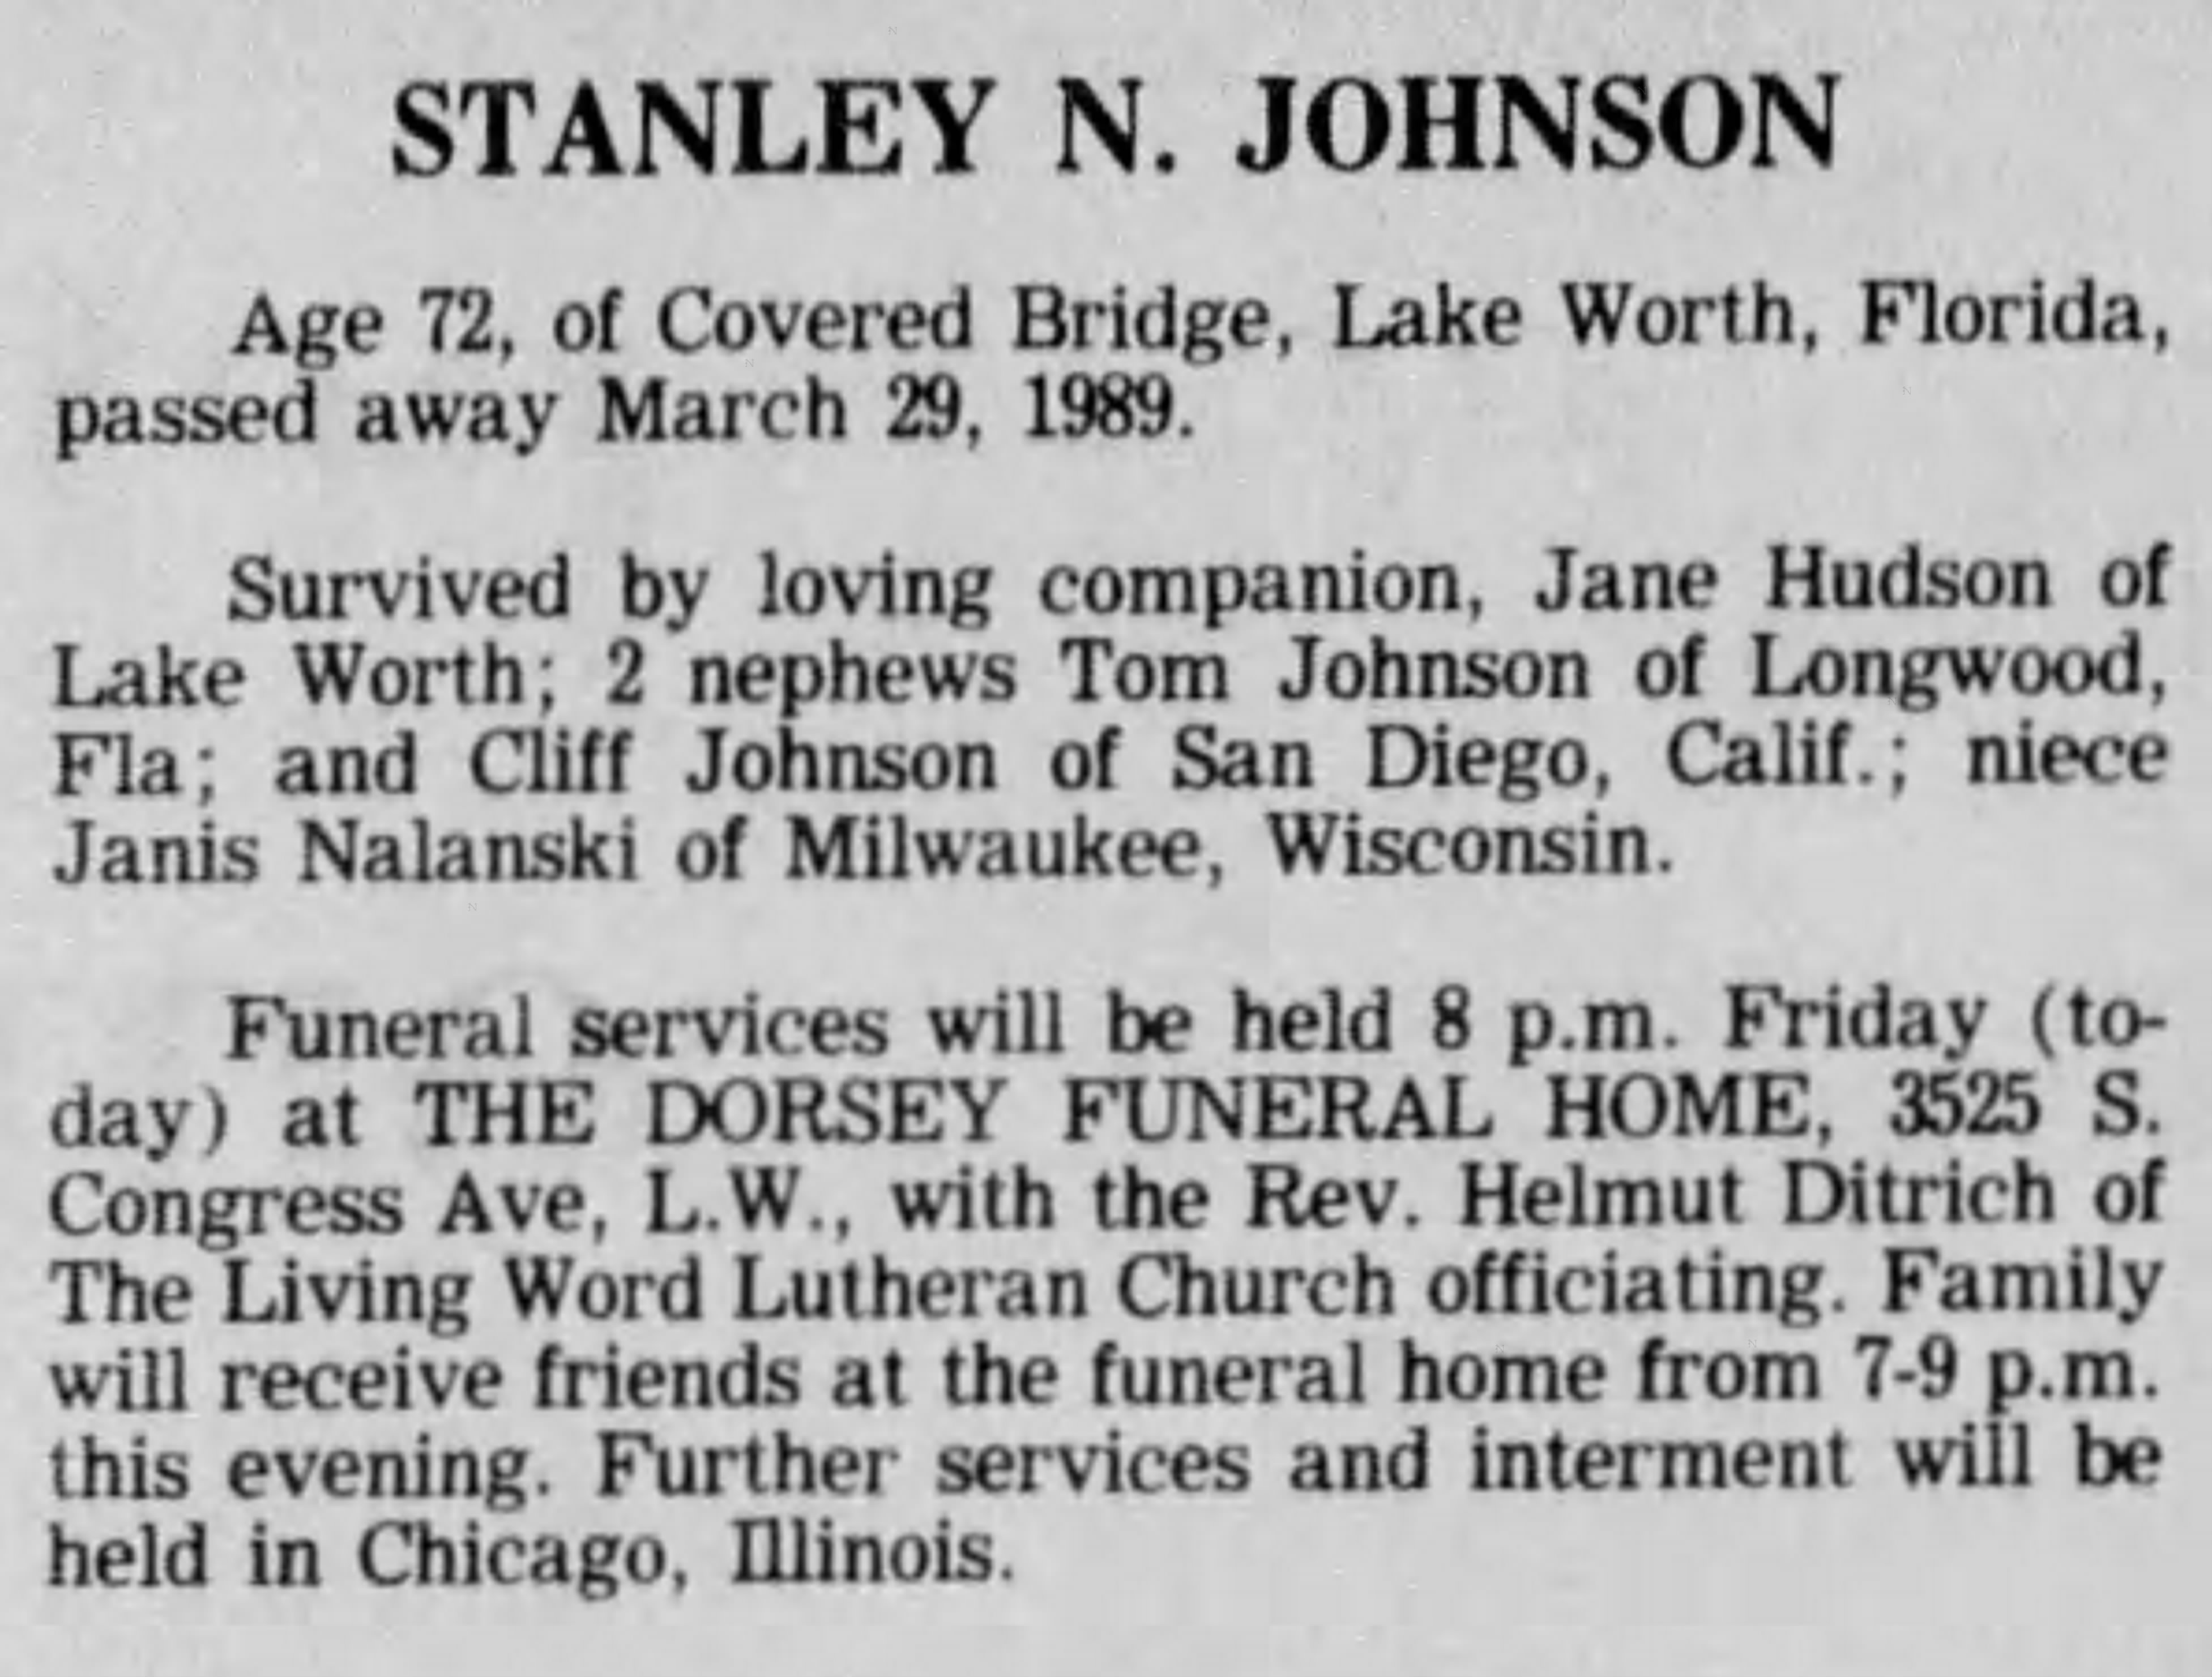 STANLEY N. JOHNSON
Age 72, of Covered Bridge, Lake Worth, Florida,
passed away March 29, 1989.
Survived by loving companion, Jane Hudson of
Lake Worth; 2 nephews Tom Johnson of Longwood,
Fla; and Cliff Johnson of San Diego, Calif.; niece
Janis Nalanski of Milwaukee, Wisconsin.
Funeral services will be held 8 p.m. Friday (to-
day) at THE DORSEY FUNERAL HOME, 3525 S.
Congress Ave, L.W., with the Rev. Helmut Ditrich of
The Living Word Lutheran Church officiating. Family
will receive friends at the funeral home from 7-9 p.m.
this evening. Further services and interment will be
held in Chicago, Illinois.